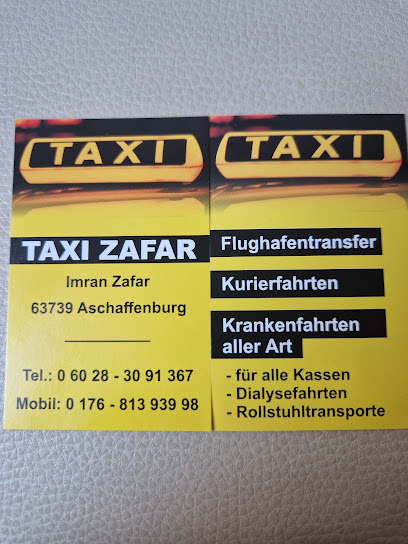 TAXI
TAXI ZAFAR
Imran Zafar
63739 Aschaffenburg
Tel.: 0 60 28 - 30 91 367
Mobil: 0 176 - 813 939 98
TAXI
Flughafentransfer
Kurierfahrten
Krankenfahrten
aller Art
- für alle Kassen
- Dialysefahrten
- Rollstuhltransporte